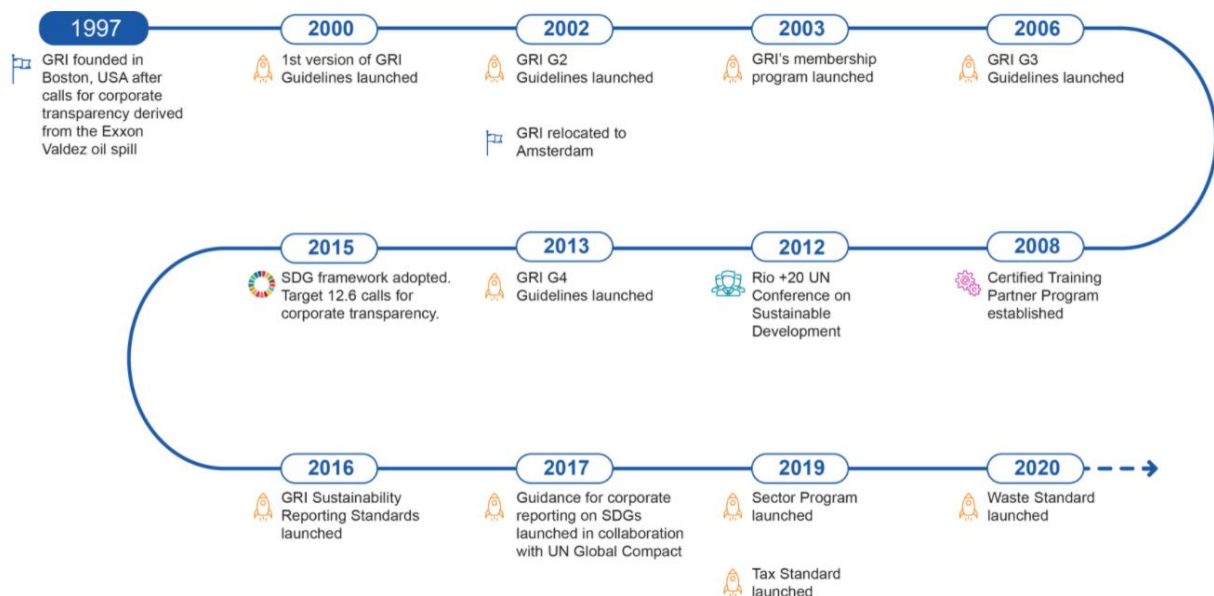 1997
GRI founded in
Boston, USA after
calls for corporate
transparency derived
from the Exxon
Valdez oil spill
2000
1st version of GRI
Guidelines launched
2002
GRI G2
Guidelines launched
GRI relocated to
Amsterdam
2003
GRI's membership
program launched
2006
GRI G3
Guidelines launched
2008
Certified Training
Partner Program
established
2012
Rio +20 UN
Conference on
Sustainable
Development
2013
GRI G4
Guidelines launched
2015
SDG framework adopted.
Target 12.6 calls for
corporate transparency.
2016
GRI Sustainability
Reporting Standards
launched
2017
Guidance for corporate
reporting on SDGs
launched in collaboration
with UN Global Compact
2019
Sector Program
launched
Tax Standard
launched
2020
Waste Standard
launched